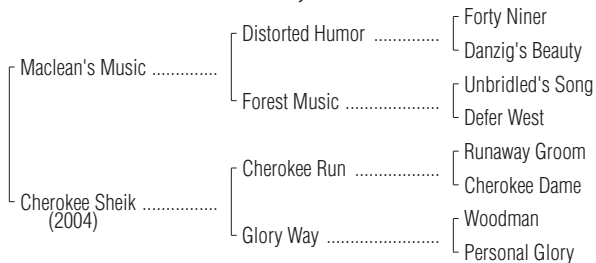 Forty Niner
Distorted Humor ..............
Danzig's Beauty
Maclean's Music ..............
Unbridled's Song
Forest Music ....................
Defer West
Runaway Groom
Cherokee Run ..................
Cherokee Dame
Cherokee Sheik ................
(2004)
Woodman
Glory Way ........................
Personal Glory